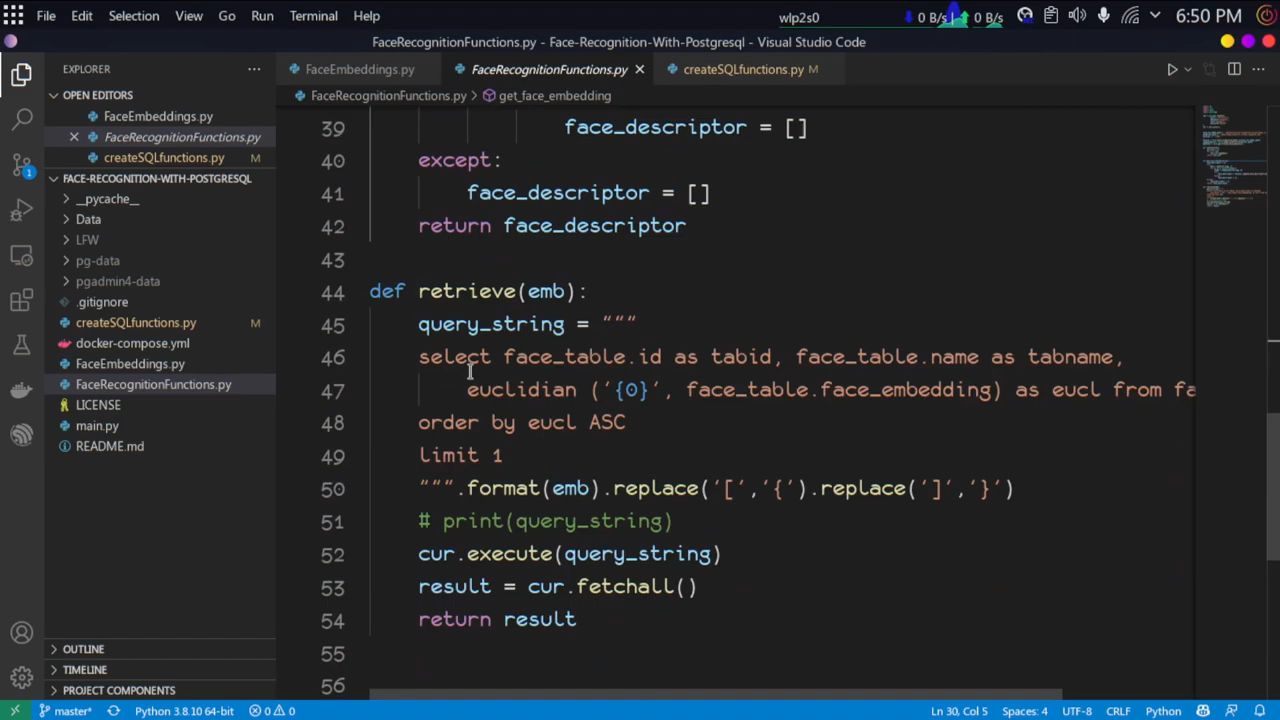 File Edit Selection View Go Run Terminal Help
wlp2s0 0 B/s 0 B/s 6:50 PM
FaceRecognitionFunctions.py - Face-Recognition-With-Postgresql - Visual Studio Code
EXPLORER
FaceEmbeddings.py FaceRecognitionFunctions.py createSQLfunctions.py M
FaceRecognitionFunctions.py > get_face_embedding
OPEN EDITORS
FaceEmbeddings.py
FaceRecognitionFunctions.py
createSQLfunctions.py M
FACE-RECOGNITION-WITH-POSTGRESQL
__pycache__
Data
LFW
pg-data
pgadmin4-data
.gitignore
createSQLfunctions.py M
docker-compose.yml
FaceEmbeddings.py
FaceRecognitionFunctions.py
LICENSE
main.py
README.md
OUTLINE
TIMELINE
PROJECT COMPONENTS
1
39 face_descriptor = []
40 except:
41 face_descriptor = []
42 return face_descriptor
43
44 def retrieve(emb):
45 query_string = """
46 select face_table.id as tabid, face_table.name as tabname,
47 euclidian ('{0}', face_table.face_embedding) as eucl from fa
48 order by eucl ASC
49 limit 1
50 """.format(emb).replace('[','{').replace(']','}')
51 # print(query_string)
52 cur.execute(query_string)
53 result = cur.fetchall()
54 return result
55
56
master* Python 3.8.10 64-bit 0 0 Ln 30, Col 5 Spaces: 4 UTF-8 CRLF Python